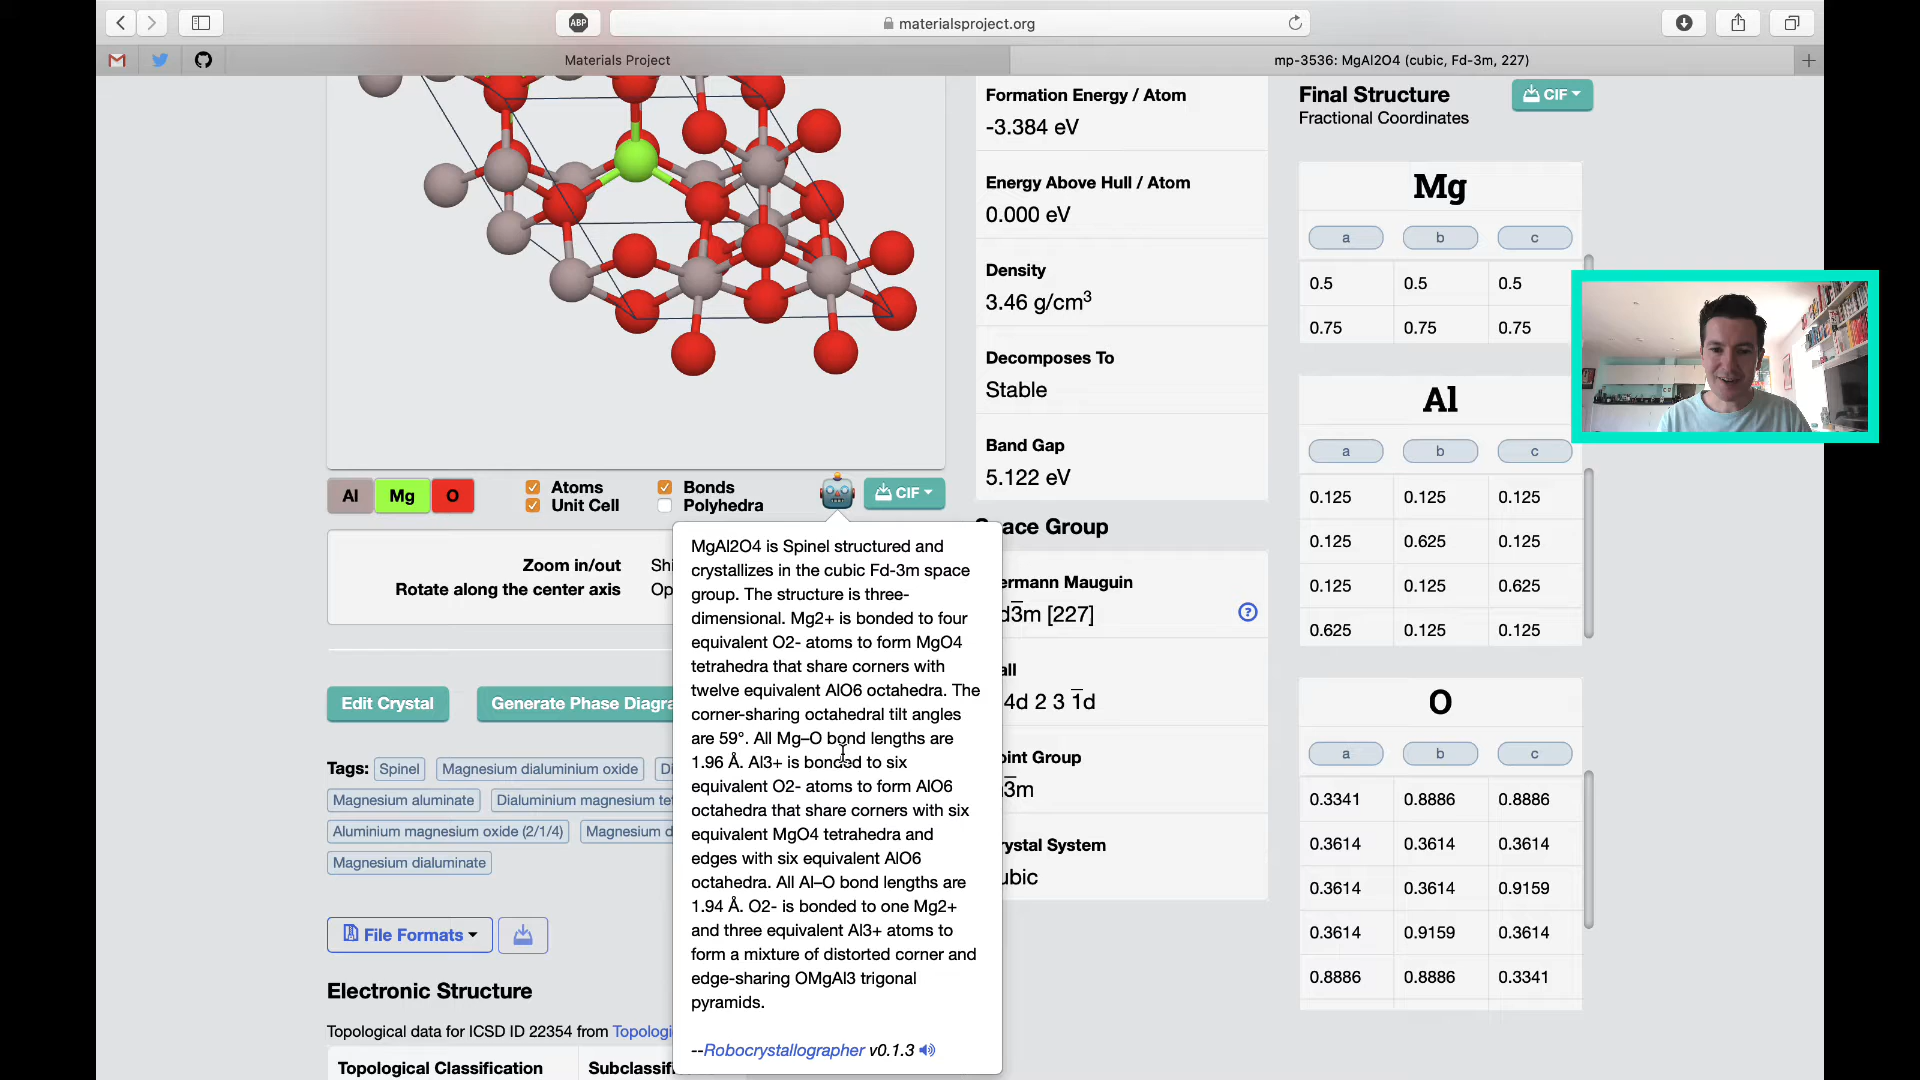 ABP
materialsproject.org
Materials Project
mp-3536: MgAl2O4 (cubic, Fd-3m, 227)
Al
Mg
O
Atoms
Unit Cell
Bonds
Polyhedra
CIF
Zoom in/out
Shi
Rotate along the center axis
Op
Edit Crystal
Generate Phase Diagra
Tags:
Spinel
Magnesium dialuminium oxide
Di
Magnesium aluminate
Dialuminium magnesium tet
Aluminium magnesium oxide (2/1/4)
Magnesium d
Magnesium dialuminate
File Formats
Electronic Structure
Topological data for ICSD ID 22354 from Topologi
Topological Classification
Subclassifi
MgAl2O4 is Spinel structured and
crystallizes in the cubic Fd-3m space
group. The structure is three-
dimensional. Mg2+ is bonded to four
equivalent O2- atoms to form MgO4
tetrahedra that share corners with
twelve equivalent AlO6 octahedra. The
corner-sharing octahedral tilt angles
are 59°. All Mg–O bond lengths are
1.96 Å. Al3+ is bonded to six
equivalent O2- atoms to form AlO6
octahedra that share corners with six
equivalent MgO4 tetrahedra and
edges with six equivalent AlO6
octahedra. All Al–O bond lengths are
1.94 Å. O2- is bonded to one Mg2+
and three equivalent Al3+ atoms to
form a mixture of distorted corner and
edge-sharing OMgAl3 trigonal
pyramids.
--Robocrystallographer v0.1.3
Formation Energy / Atom
-3.384 eV
Energy Above Hull / Atom
0.000 eV
Density
3.46 g/cm³
Decomposes To
Stable
Band Gap
5.122 eV
ace Group
ermann Mauguin
d3̅m [227]
?
all
4d 2 3 1̅d
oint Group
3̅m
rystal System
ubic
Final Structure
Fractional Coordinates
CIF
Mg
a b c
0.5 0.5 0.5
0.75 0.75 0.75
Al
a b c
0.125 0.125 0.125
0.125 0.625 0.125
0.125 0.125 0.625
0.625 0.125 0.125
O
a b c
0.3341 0.8886 0.8886
0.3614 0.3614 0.3614
0.3614 0.3614 0.9159
0.3614 0.9159 0.3614
0.8886 0.8886 0.3341